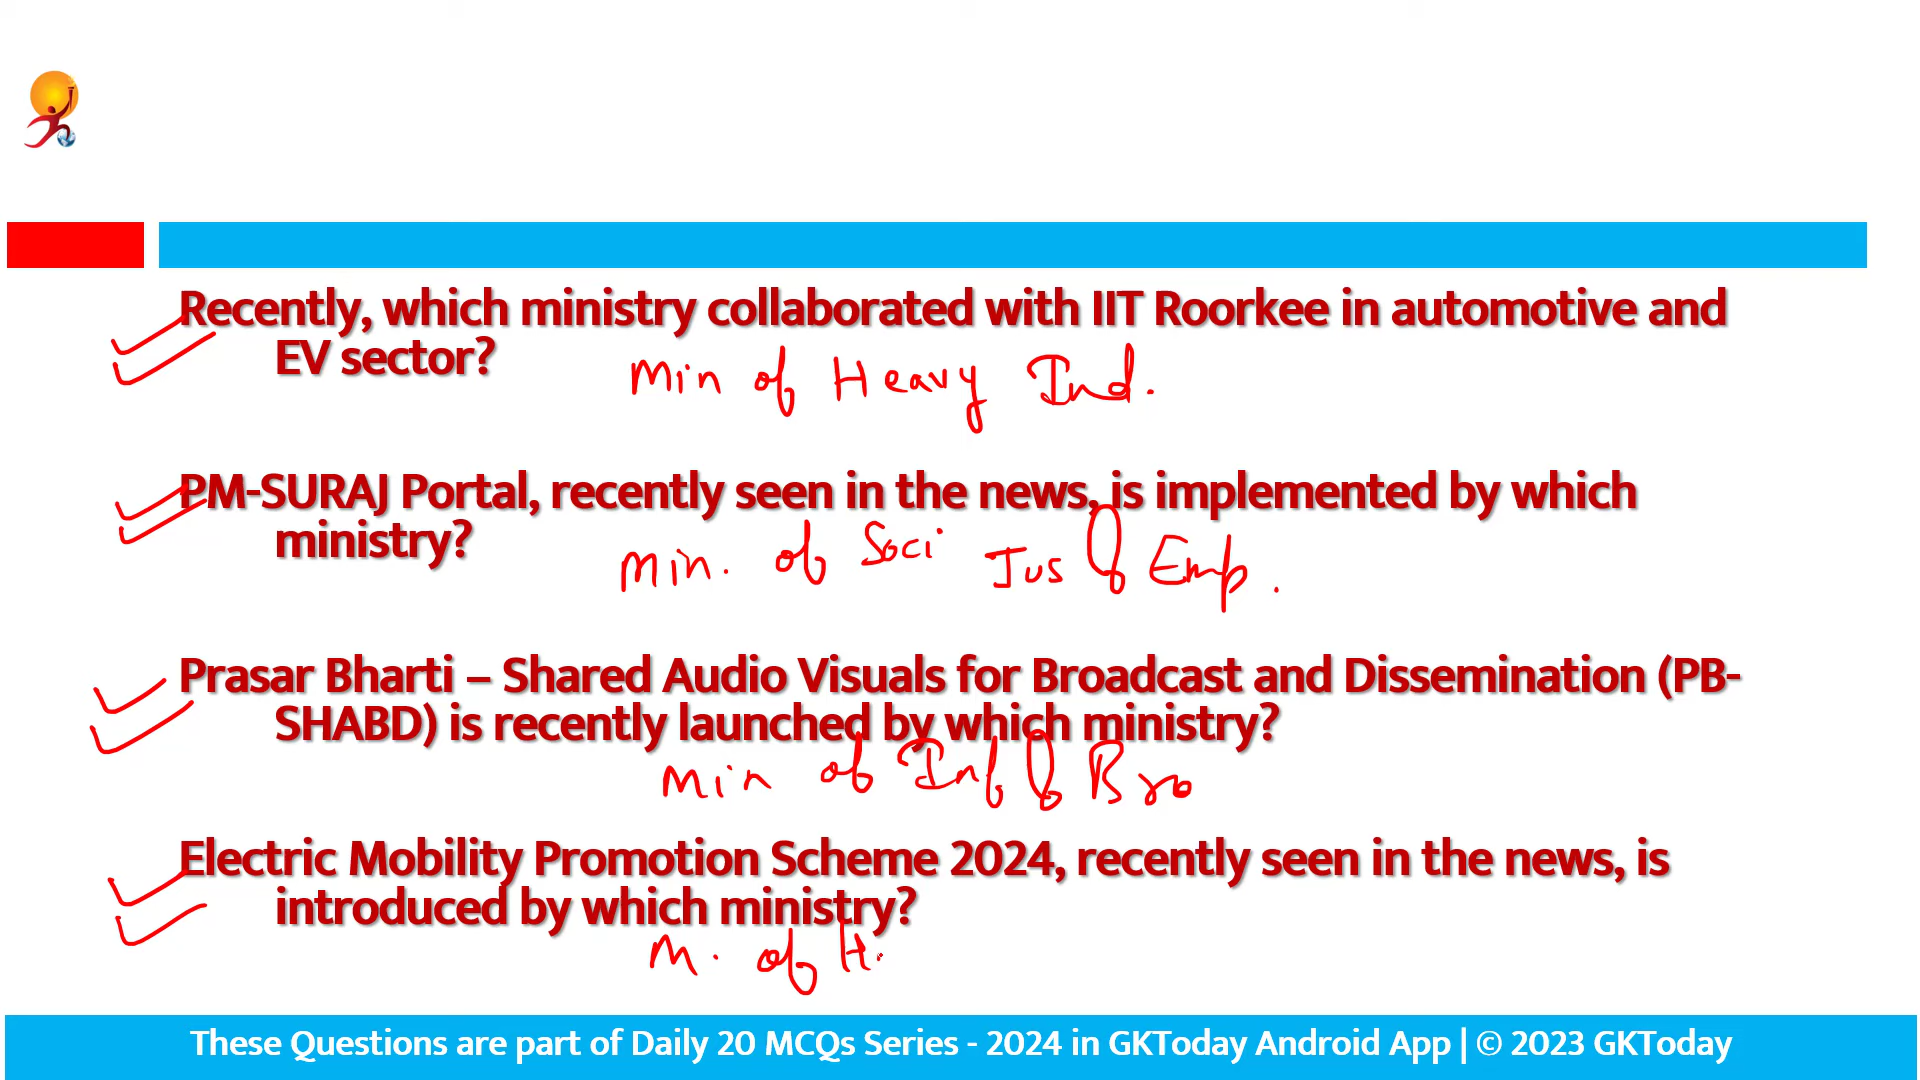 Recently, which ministry collaborated with IIT Roorkee in automotive and
EV sector?
Min of Heavy Ind.
PM-SURAJ Portal, recently seen in the news, is implemented by which
ministry?
Min. of Soci Jus & Emp.
Prasar Bharti – Shared Audio Visuals for Broadcast and Dissemination (PB-
SHABD) is recently launched by which ministry?
Min of Inf & Bro
Electric Mobility Promotion Scheme 2024, recently seen in the news, is
introduced by which ministry?
M. of H.
These Questions are part of Daily 20 MCQs Series - 2024 in GKToday Android App | © 2023 GKToday